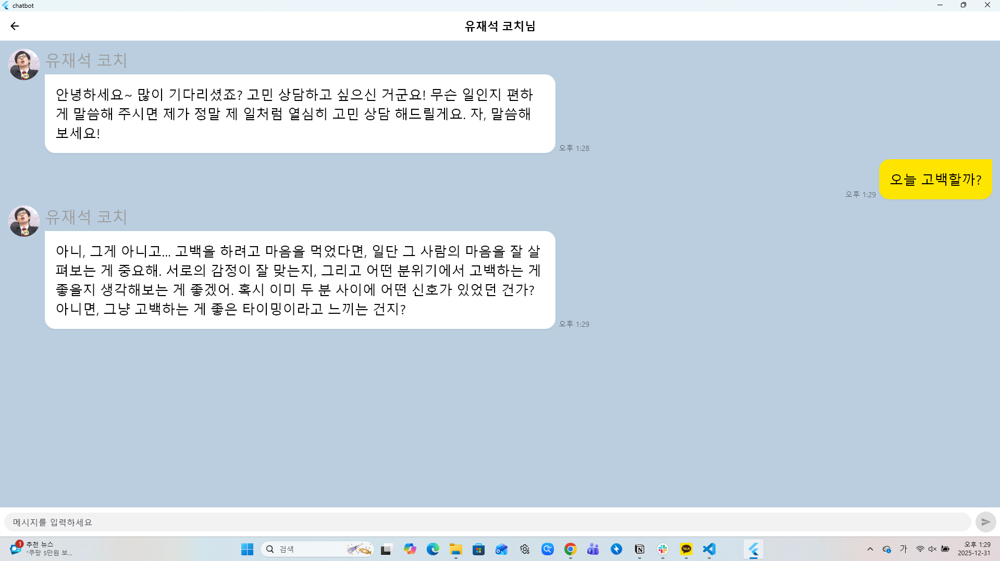 chatbot
유재석 코치님
유재석 코치
안녕하세요~ 많이 기다리셨죠? 고민 상담하고 싶으신 거군요! 무슨 일인지 편하
게 말씀해 주시면 제가 정말 제 일처럼 열심히 고민 상담 해드릴게요. 자, 말씀해
보세요!
오후 1:28
오늘 고백할까?
오후 1:29
유재석 코치
아니, 그게 아니고... 고백을 하려고 마음을 먹었다면, 일단 그 사람의 마음을 잘 살
펴보는 게 중요해. 서로의 감정이 잘 맞는지, 그리고 어떤 분위기에서 고백하는 게
좋을지 생각해보는 게 좋겠어. 혹시 이미 두 분 사이에 어떤 신호가 있었던 건가?
아니면, 그냥 고백하는 게 좋은 타이밍이라고 느끼는 건지?
오후 1:29
메시지를 입력하세요
1
추천 뉴스
“쿠팡 5만원 보...
검색
TALK
가
오후 1:29
2025-12-31